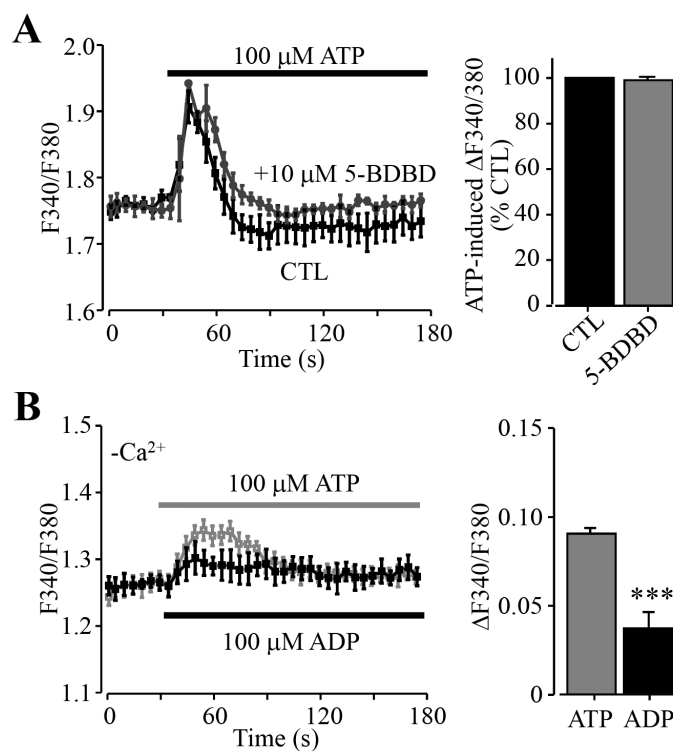 A
2.0
1.9
1.8
1.7
1.6
F340/F380
100 μM ATP
+10 μM 5-BDBD
CTL
0
60
120
180
Time (s)
ATP-induced ΔF340/380
(% CTL)
100
80
60
40
20
0
CTL
5-BDBD
B
1.5
1.4
1.3
1.2
1.1
F340/F380
-Ca²⁺
100 μM ATP
100 μM ADP
0
60
120
180
Time (s)
ΔF340/F380
0.15
0.10
0.05
0
***
ATP
ADP